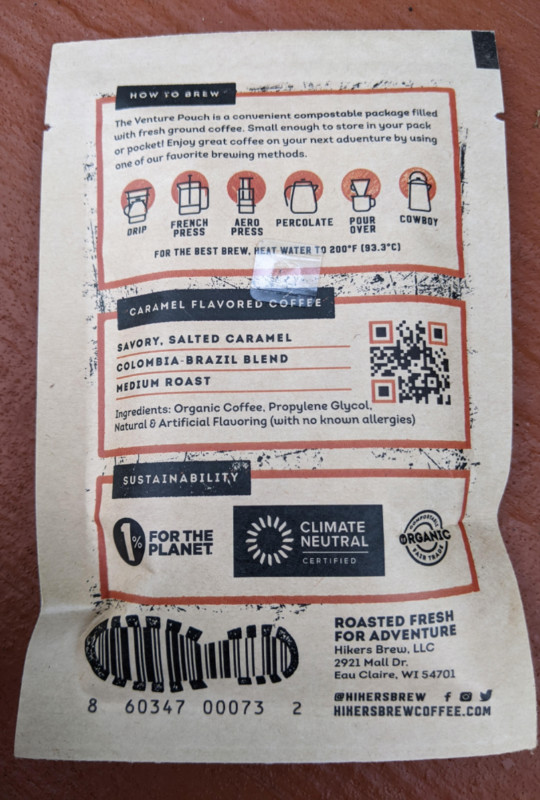 HOW TO BREW
The Venture Pouch is a convenient compostable package filled
with fresh ground coffee. Small enough to store in your pack
or pocket! Enjoy great coffee on your next adventure by using
one of our favorite brewing methods.
DRIP
FRENCH
PRESS
AERO
PRESS
PERCOLATE
POUR
OVER
COWBOY
FOR THE BEST BREW, HEAT WATER TO 200°F (93.3°C)
CARAMEL FLAVORED COFFEE
SAVORY, SALTED CARAMEL
COLOMBIA-BRAZIL BLEND
MEDIUM ROAST
Ingredients: Organic Coffee, Propylene Glycol,
Natural & Artificial Flavoring (with no known allergies)
SUSTAINABILITY
1% FOR THE
PLANET
CLIMATE
NEUTRAL
CERTIFIED
COMPOSTABLE
ORGANIC
FAIR TRADE
ROASTED FRESH
FOR ADVENTURE
Hikers Brew, LLC
2921 Mall Dr.
Eau Claire, WI 54701
@HIKERSBREW
HIKERSBREWCOFFEE.COM
8 60347 00073 2